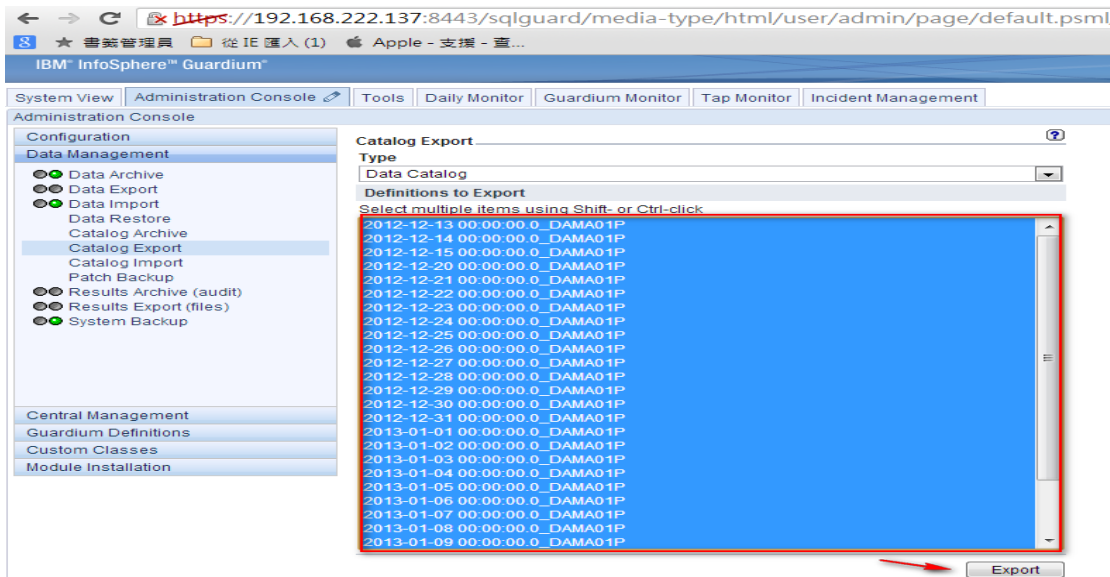 https://192.168.222.137:8443/sqlguard/media-type/html/user/admin/page/default.psml
書籤管理員 從 IE 匯入 (1) Apple - 支援 - 查...
IBM® InfoSphere™ Guardium®
System View Administration Console Tools Daily Monitor Guardium Monitor Tap Monitor Incident Management
Administration Console
Configuration
Data Management
Data Archive
Data Export
Data Import
Data Restore
Catalog Archive
Catalog Export
Catalog Import
Patch Backup
Results Archive (audit)
Results Export (files)
System Backup
Central Management
Guardium Definitions
Custom Classes
Module Installation
Catalog Export
Type
Data Catalog
Definitions to Export
Select multiple items using Shift- or Ctrl-click
2012-12-13 00:00:00.0_DAMA01P
2012-12-14 00:00:00.0_DAMA01P
2012-12-15 00:00:00.0_DAMA01P
2012-12-20 00:00:00.0_DAMA01P
2012-12-21 00:00:00.0_DAMA01P
2012-12-22 00:00:00.0_DAMA01P
2012-12-23 00:00:00.0_DAMA01P
2012-12-24 00:00:00.0_DAMA01P
2012-12-25 00:00:00.0_DAMA01P
2012-12-26 00:00:00.0_DAMA01P
2012-12-27 00:00:00.0_DAMA01P
2012-12-28 00:00:00.0_DAMA01P
2012-12-29 00:00:00.0_DAMA01P
2012-12-30 00:00:00.0_DAMA01P
2012-12-31 00:00:00.0_DAMA01P
2013-01-01 00:00:00.0_DAMA01P
2013-01-02 00:00:00.0_DAMA01P
2013-01-03 00:00:00.0_DAMA01P
2013-01-04 00:00:00.0_DAMA01P
2013-01-05 00:00:00.0_DAMA01P
2013-01-06 00:00:00.0_DAMA01P
2013-01-07 00:00:00.0_DAMA01P
2013-01-08 00:00:00.0_DAMA01P
2013-01-09 00:00:00.0_DAMA01P
Export